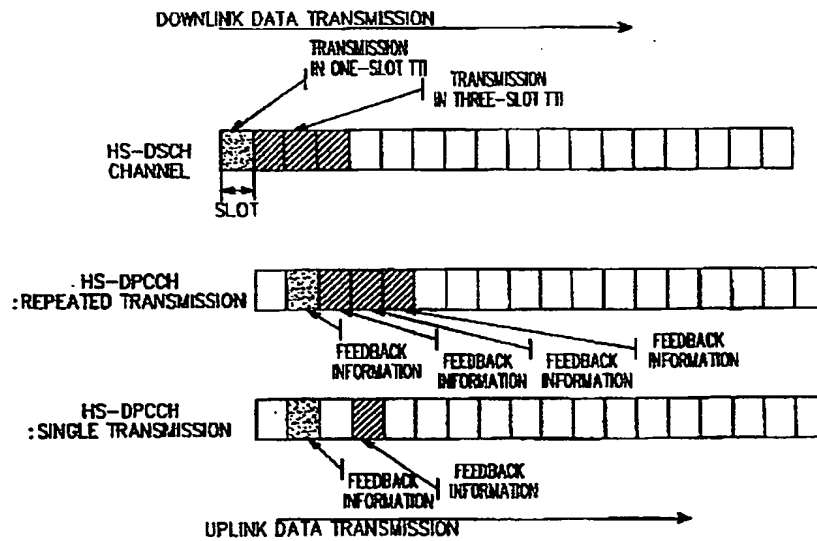 DOWNLINK DATA TRANSMISSION
TRANSMISSION
IN ONE-SLOT TTI
TRANSMISSION
IN THREE-SLOT TTI
HS-DSCH
CHANNEL
SLOT
HS-DPCCH
:REPEATED TRANSMISSION
FEEDBACK
INFORMATION
FEEDBACK
INFORMATION
FEEDBACK
INFORMATION
FEEDBACK
INFORMATION
HS-DPCCH
:SINGLE TRANSMISSION
FEEDBACK
INFORMATION
FEEDBACK
INFORMATION
UPLINK DATA TRANSMISSION